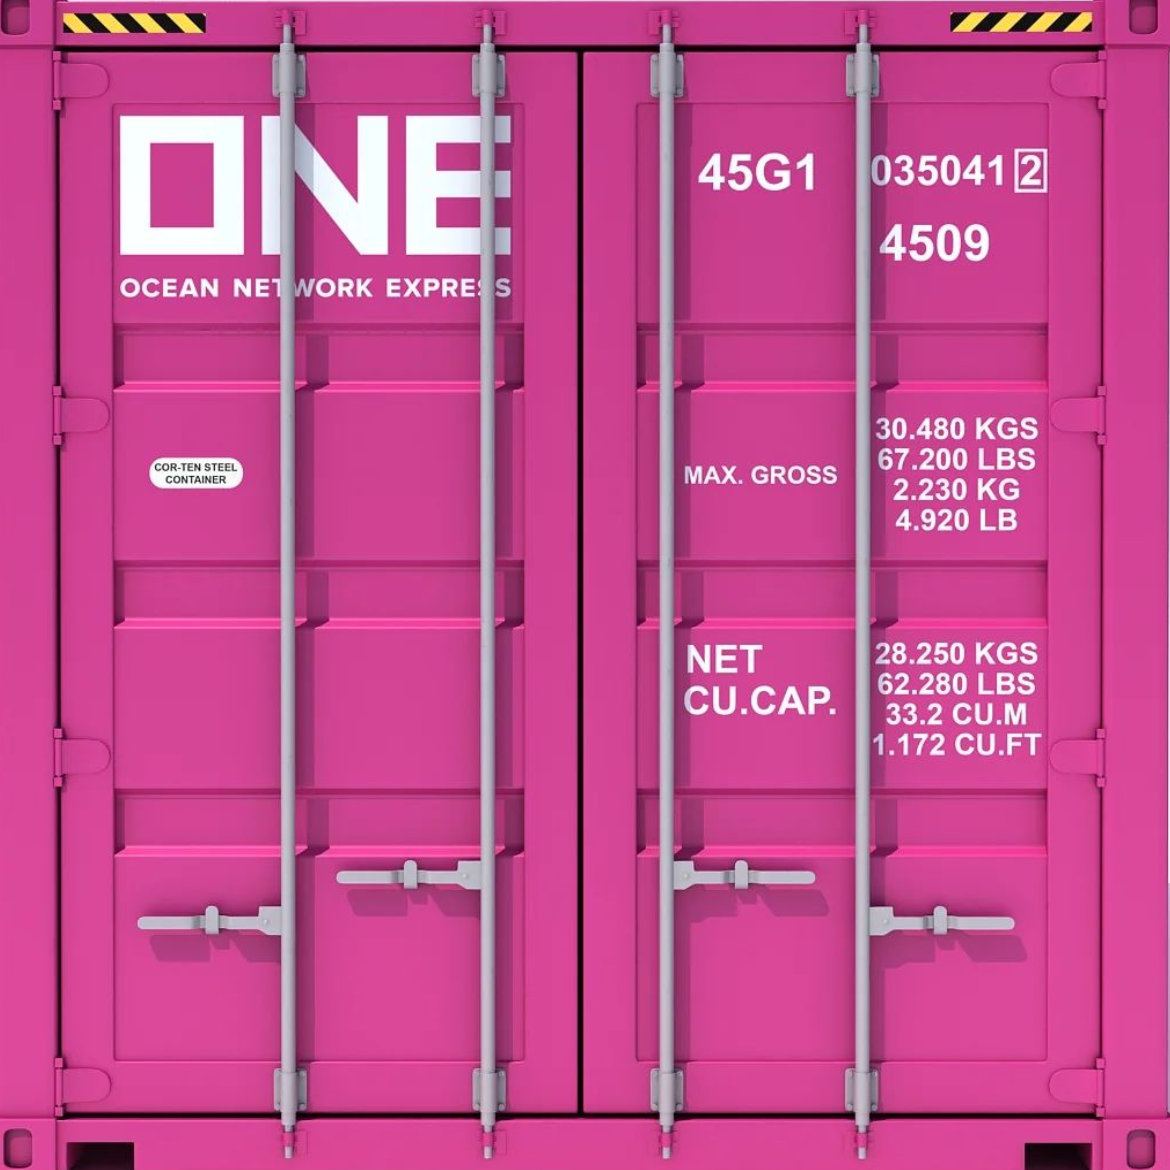 ONE
OCEAN NETWORK EXPRESS
45G1 035041 2
4509
COR-TEN STEEL
CONTAINER
MAX. GROSS
30.480 KGS
67.200 LBS
2.230 KG
4.920 LB
NET
CU.CAP.
28.250 KGS
62.280 LBS
33.2 CU.M
1.172 CU.FT